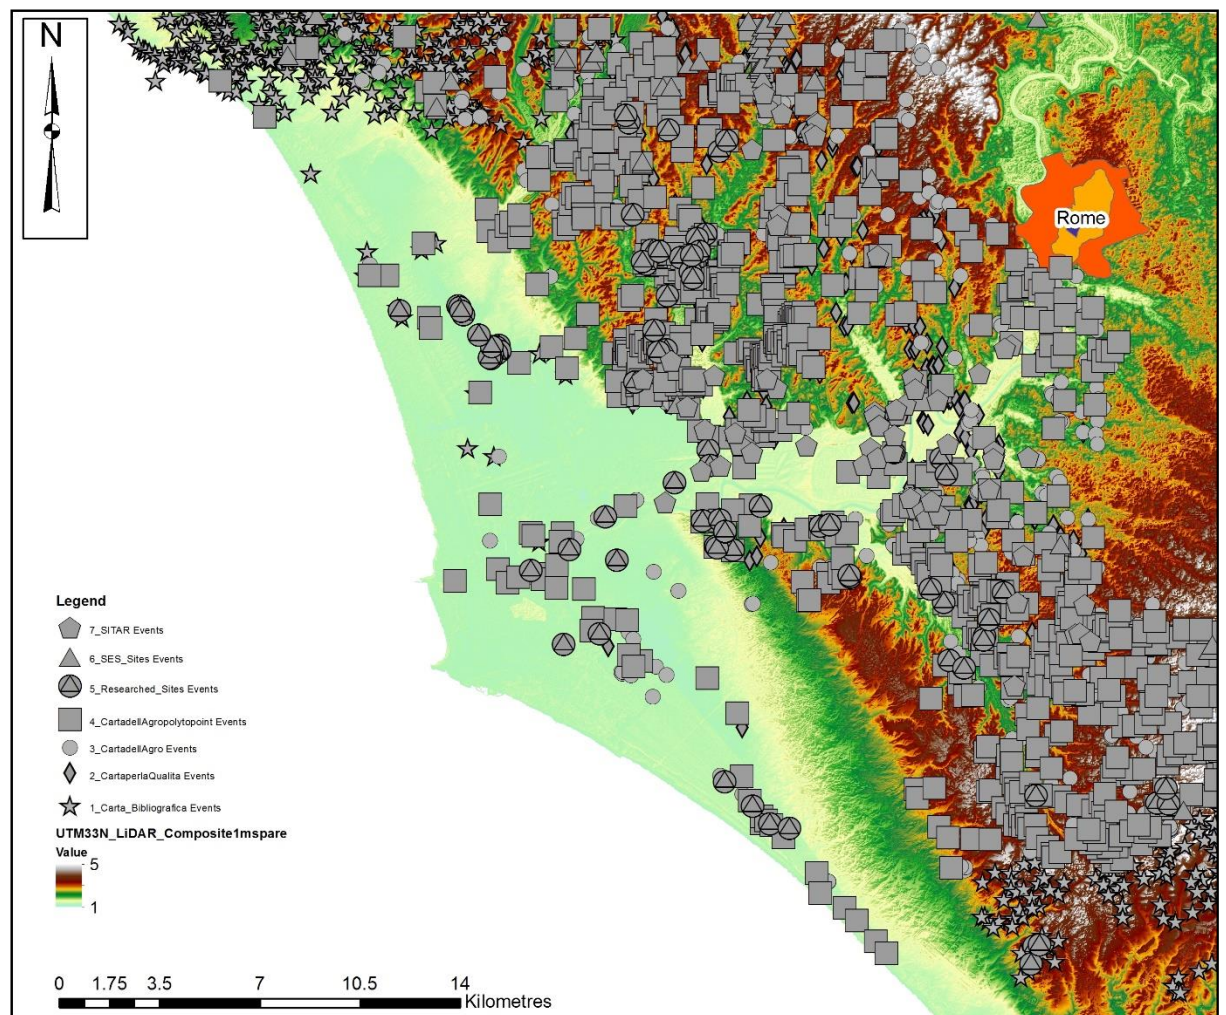 N
Rome
Legend
7_SITAR Events
6_SES_Sites Events
5_Researched_Sites Events
4_CartadellAgropolytopoint Events
3_CartadellAgro Events
2_CartaperlaQualita Events
1_Carta_Bibliografica Events
UTM33N_LiDAR_Composite1mspare
Value
5
1
0 1.75 3.5 7 10.5 14
Kilometres